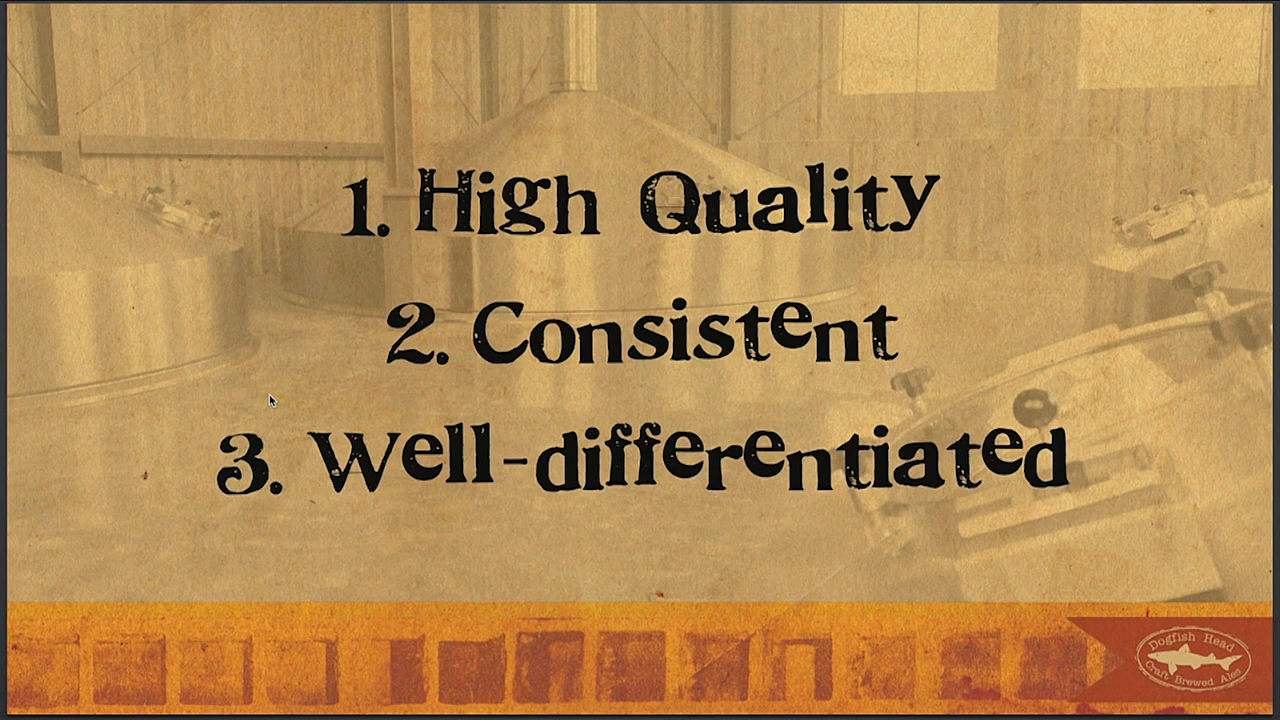 1. High Quality
2. Consistent
3. Well-differentiated
Dogfish Head
Craft Brewed Ales